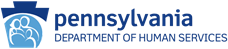 pennsylvania
DEPARTMENT OF HUMAN SERVICES